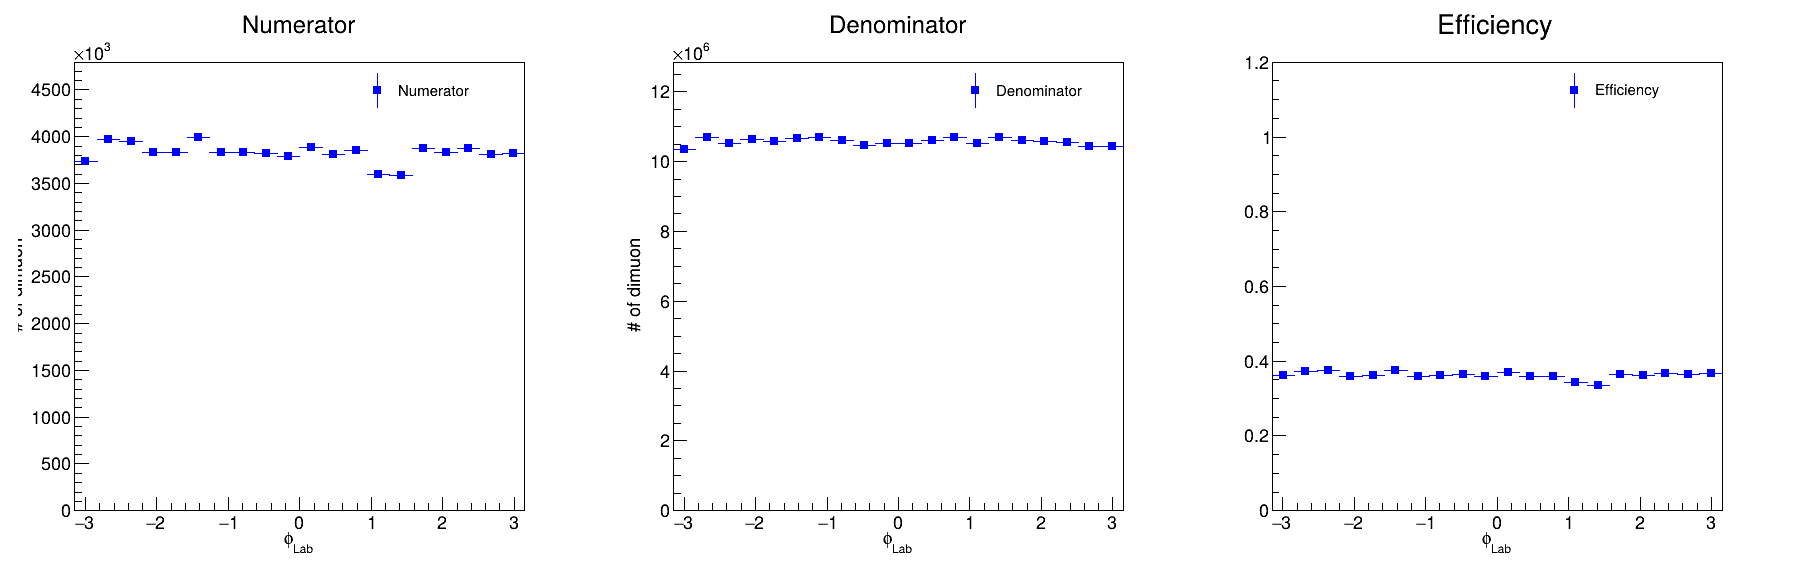 Numerator
×10³
Numerator
4500
4000
3500
3000
2500
2000
1500
1000
500
0
−3 −2 −1 0 1 2 3
ϕLab
Denominator
×10⁶
Denominator
# of dimuon
12
10
8
6
4
2
0
−3 −2 −1 0 1 2 3
ϕLab
Efficiency
Efficiency
1.2
1
0.8
0.6
0.4
0.2
0
−3 −2 −1 0 1 2 3
ϕLab